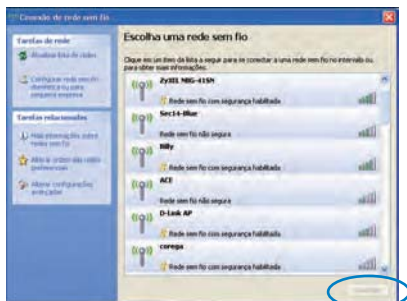 Conexão de rede sem fio
Escolha uma rede sem fio
Tarefas de rede
Atualizar lista de redes
Configurar rede sem fio
doméstica ou para
pequena empresa
Tarefas relacionadas
Mais informações sobre
redes sem fio
Alterar ordem das redes
preferenciais
Alterar configurações
avançadas
Clique em um item da lista a seguir para se conectar a uma rede sem fio no intervalo ou
para obter mais informações.
ZyXEL NBG-415N
Rede sem fio com segurança habilitada
Sec14-Blue
Rede sem fio não segura
Billy
Rede sem fio com segurança habilitada
ACE
Rede sem fio não segura
D-Link AP
Rede sem fio com segurança habilitada
corega
Rede sem fio com segurança habilitada